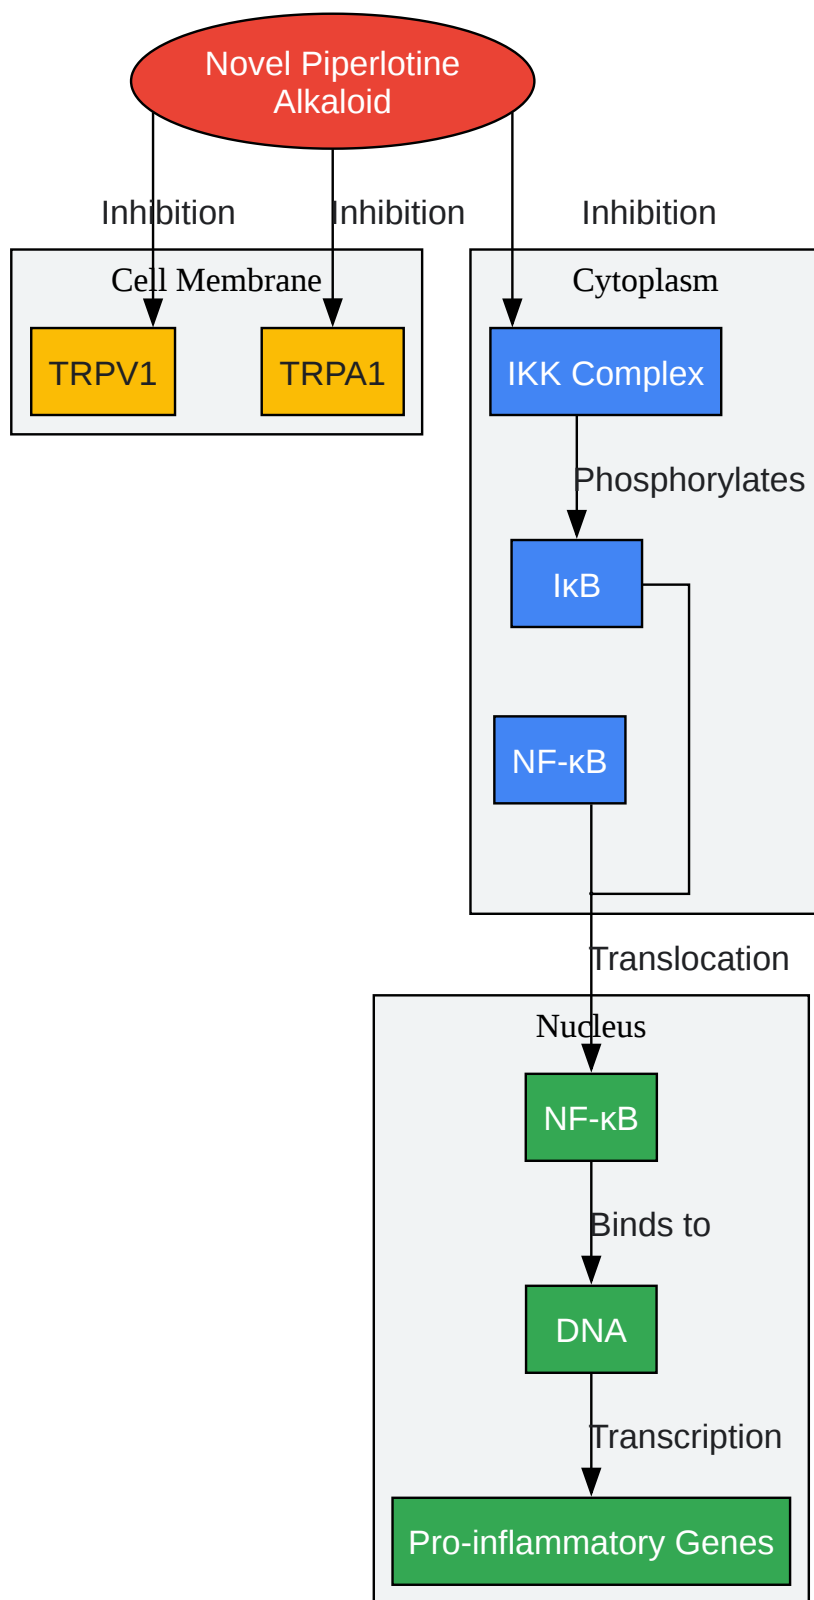 Novel Piperlotine
Alkaloid
Inhibition
Inhibition
Inhibition
Cell Membrane
Cytoplasm
TRPV1
TRPA1
IKK Complex
Phosphorylates
IκB
NF-κB
Translocation
Nucleus
NF-κB
Binds to
DNA
Transcription
Pro-inflammatory Genes